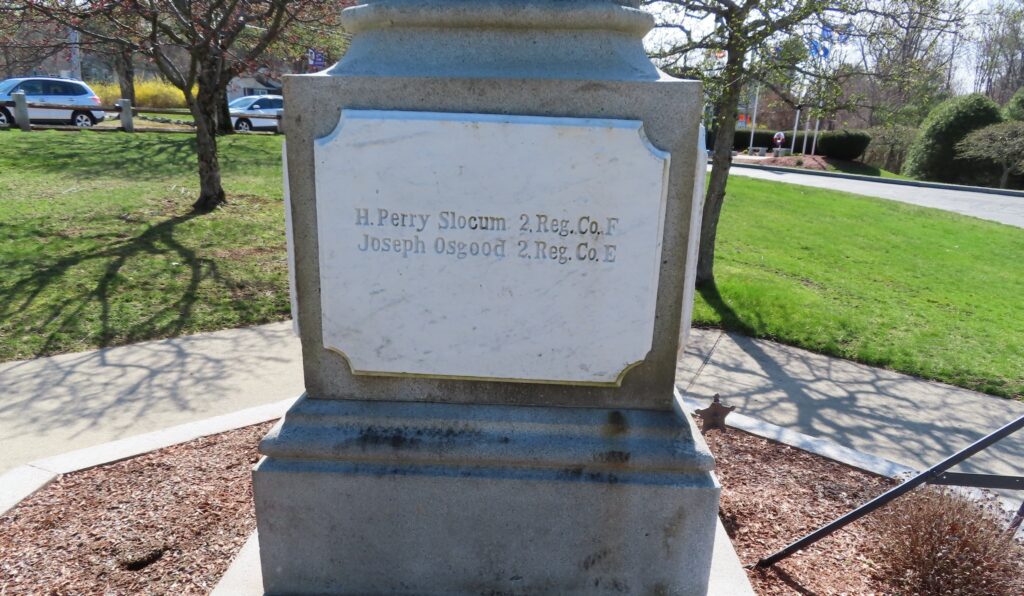 H. Perry Slocum 2. Reg. Co. F
Joseph Osgood 2. Reg. Co. E